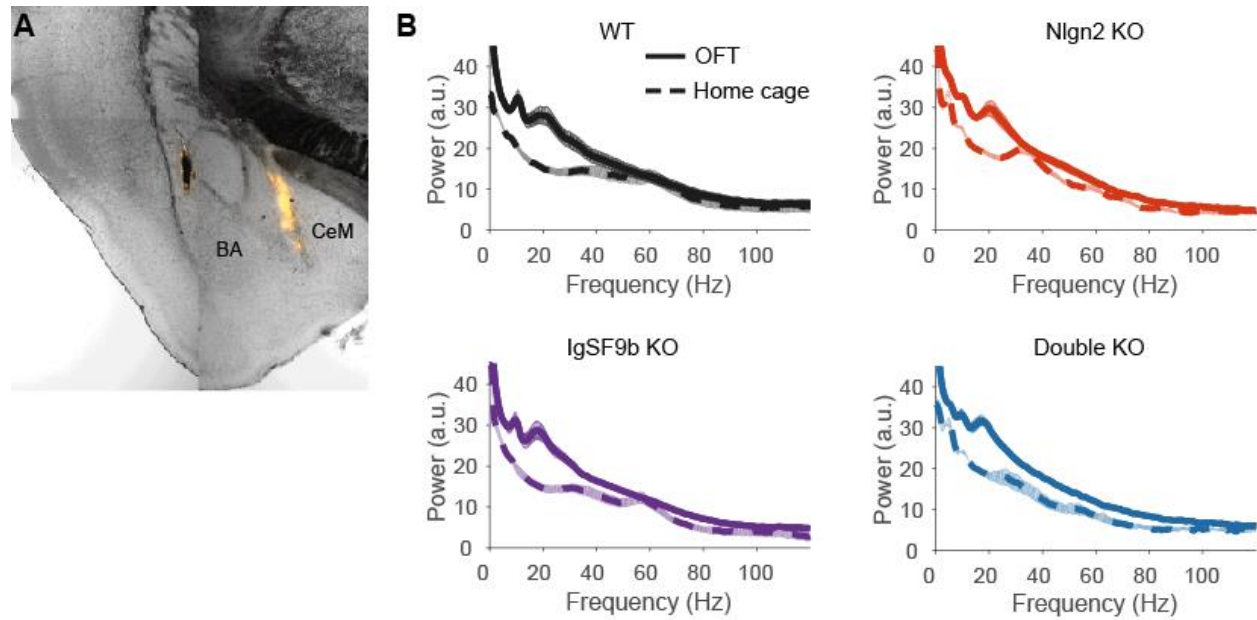 A
BA
CeM
B
WT
OFT
Home cage
Power (a.u.)
40
30
20
10
0
0 20 40 60 80 100
Frequency (Hz)
Nlgn2 KO
Power (a.u.)
40
30
20
10
0
0 20 40 60 80 100
Frequency (Hz)
IgSF9b KO
Power (a.u.)
40
30
20
10
0
0 20 40 60 80 100
Frequency (Hz)
Double KO
Power (a.u.)
40
30
20
10
0
0 20 40 60 80 100
Frequency (Hz)